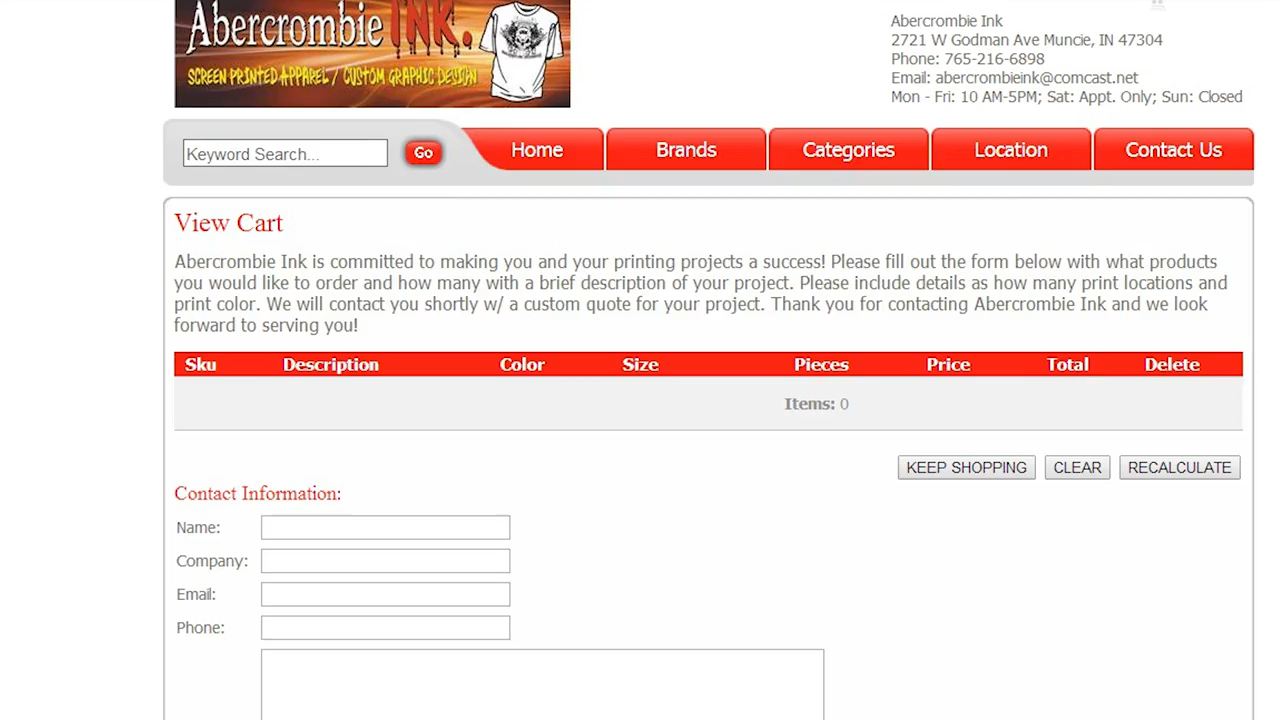 Abercrombie INK.
SCREEN PRINTED APPAREL / CUSTOM GRAPHIC DESIGN
Abercrombie Ink
2721 W Godman Ave Muncie, IN 47304
Phone: 765-216-6898
Email: abercrombieink@comcast.net
Mon - Fri: 10 AM-5PM; Sat: Appt. Only; Sun: Closed
Keyword Search... Go Home Brands Categories Location Contact Us
View Cart
Abercrombie Ink is committed to making you and your printing projects a success! Please fill out the form below with what products
you would like to order and how many with a brief description of your project. Please include details as how many print locations and
print color. We will contact you shortly w/ a custom quote for your project. Thank you for contacting Abercrombie Ink and we look
forward to serving you!
Sku Description Color Size Pieces Price Total Delete
Items: 0
KEEP SHOPPING CLEAR RECALCULATE
Contact Information:
Name:
Company:
Email:
Phone: